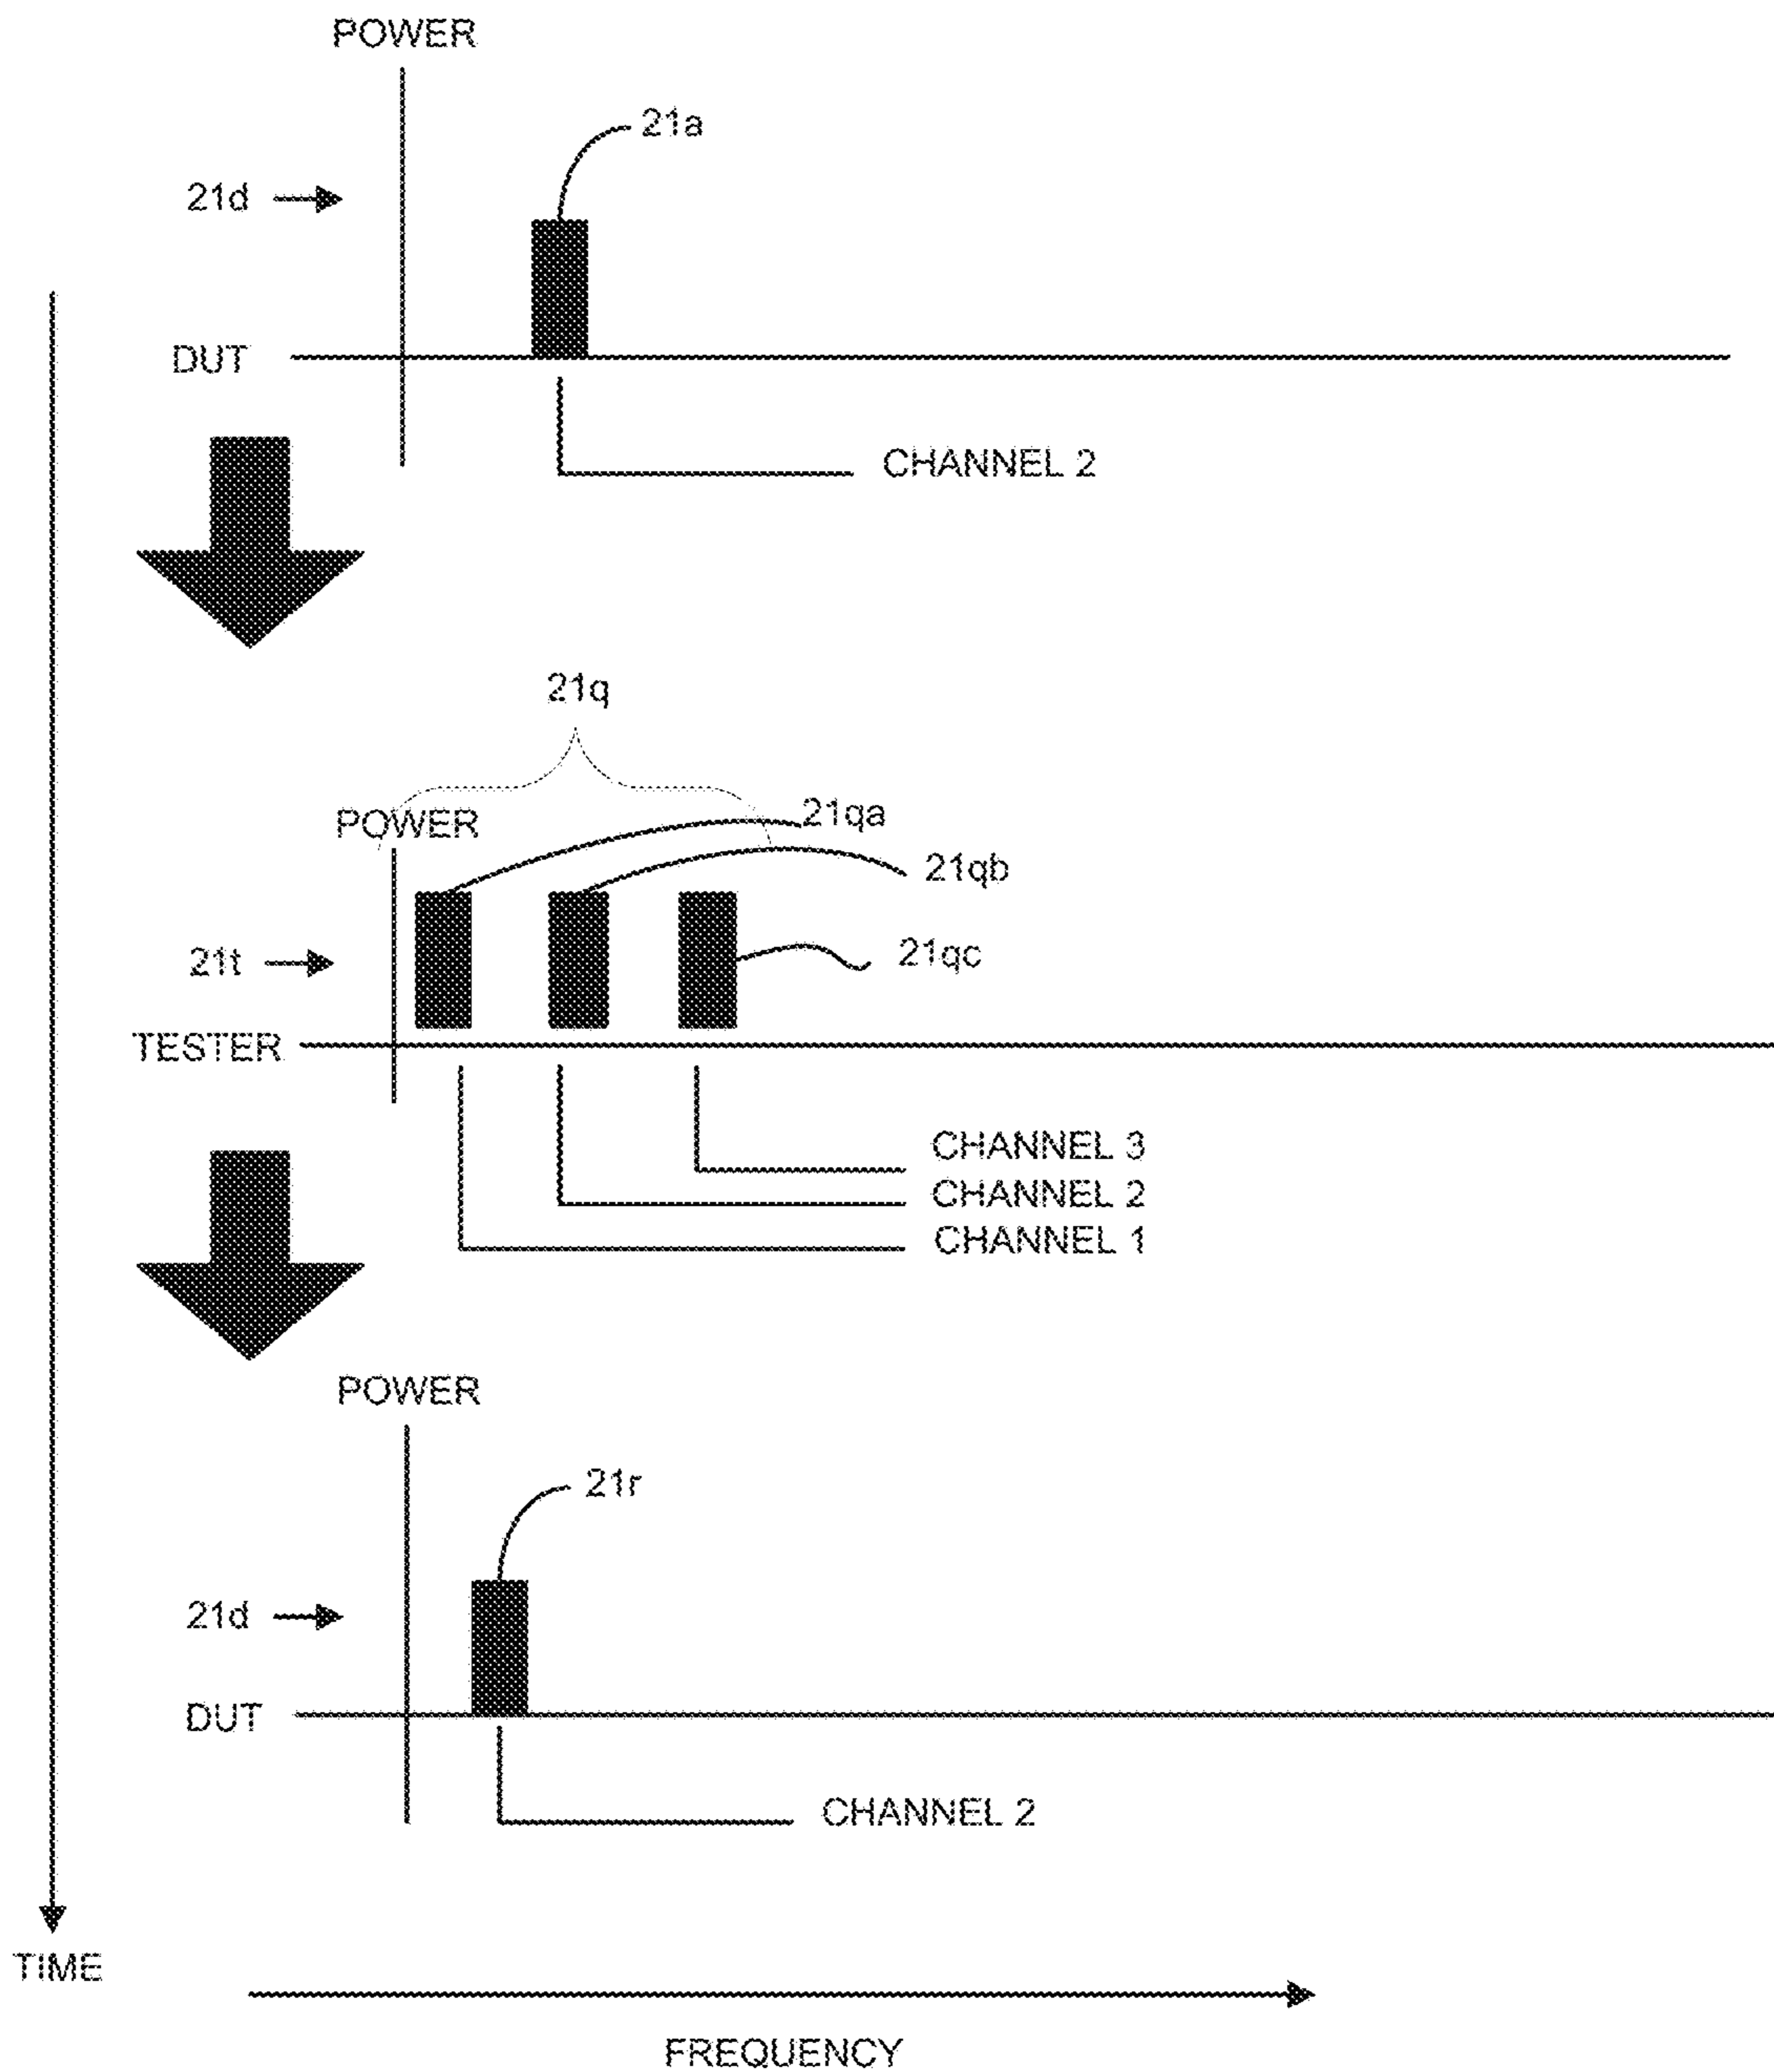 POWER
21a
21d
DUT
CHANNEL 2
21q
POWER
21qa
21qb
21qc
21t
TESTER
CHANNEL 3
CHANNEL 2
CHANNEL 1
POWER
21r
21d
DUT
CHANNEL 2
TIME
FREQUENCY